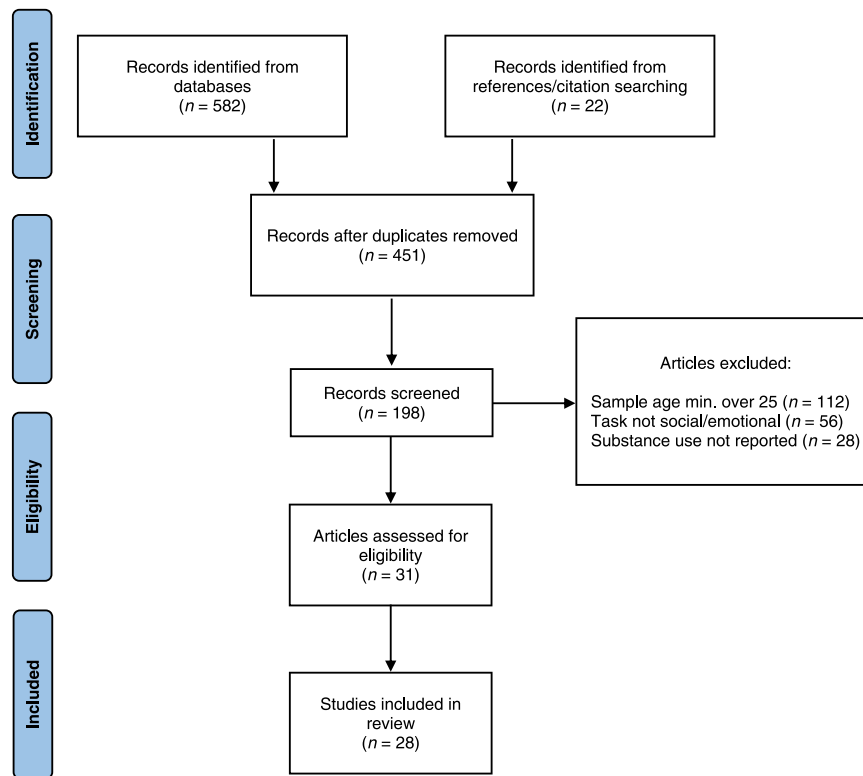 Identification
Records identified from
databases
(n = 582)
Records identified from
references/citation searching
(n = 22)
Screening
Records after duplicates removed
(n = 451)
Records screened
(n = 198)
Articles excluded:
Sample age min. over 25 (n = 112)
Task not social/emotional (n = 56)
Substance use not reported (n = 28)
Eligibility
Articles assessed for
eligibility
(n = 31)
Included
Studies included in
review
(n = 28)